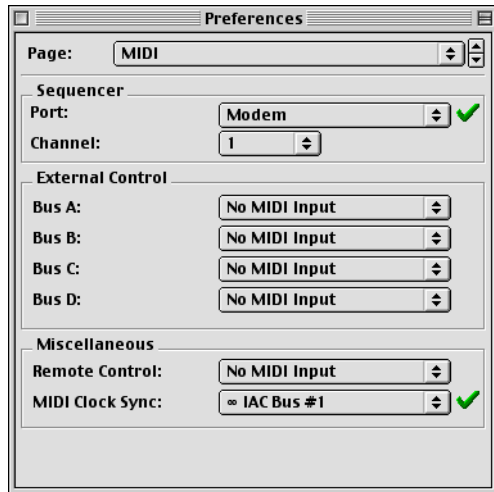 Preferences
Page: MIDI
Sequencer
Port: Modem
Channel: 1
External Control
Bus A: No MIDI Input
Bus B: No MIDI Input
Bus C: No MIDI Input
Bus D: No MIDI Input
Miscellaneous
Remote Control: No MIDI Input
MIDI Clock Sync: ∞ IAC Bus #1